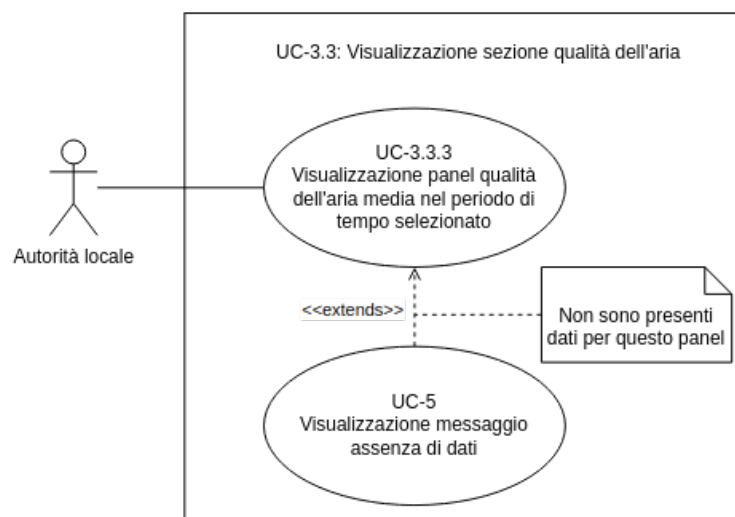 UC-3.3: Visualizzazione sezione qualità dell'aria
UC-3.3.3
Visualizzazione panel qualità
dell'aria media nel periodo di
tempo selezionato
Autorità locale
<<extends>>
Non sono presenti
dati per questo panel
UC-5
Visualizzazione messaggio
assenza di dati